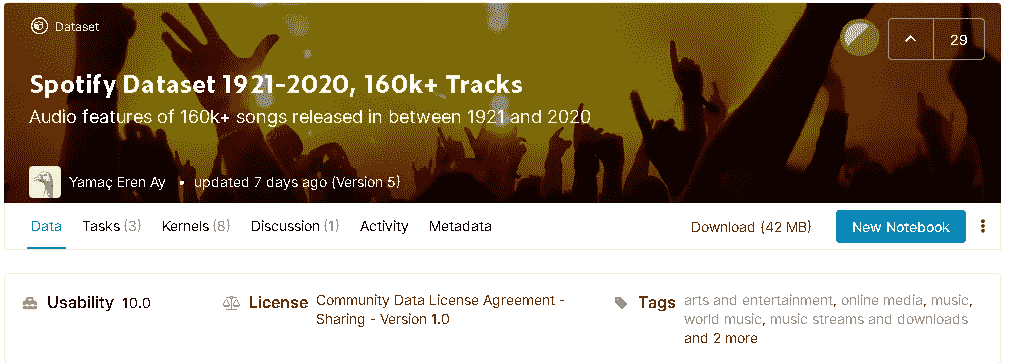 Dataset
29
Spotify Dataset 1921-2020, 160k+ Tracks
Audio features of 160k+ songs released in between 1921 and 2020
Yamaç Eren Ay • updated 7 days ago (Version 5)
Data Tasks (3) Kernels (8) Discussion (1) Activity Metadata Download (42 MB) New Notebook
Usability 10.0
License Community Data License Agreement -
Sharing - Version 1.0
Tags arts and entertainment, online media, music,
world music, music streams and downloads
and 2 more